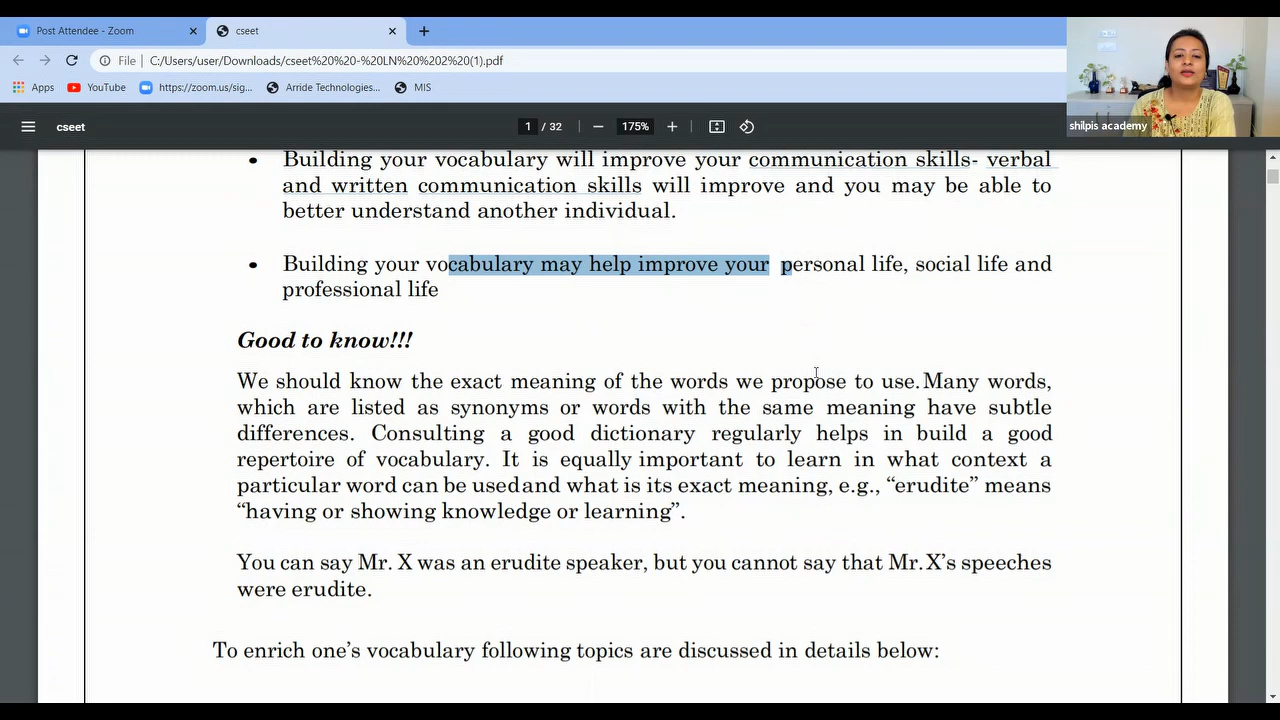 Post Attendee - Zoom
cseet
File
C:/Users/user/Downloads/cseet%20%20-%20LN%20%202%20(1).pdf
Apps
YouTube
https://zoom.us/sig...
Arride Technologies...
MIS
cseet
1 / 32
175%
shilpis academy
• Building your vocabulary will improve your communication skills- verbal
and written communication skills will improve and you may be able to
better understand another individual.
• Building your vocabulary may help improve your personal life, social life and
professional life
Good to know!!!
We should know the exact meaning of the words we propose to use.Many words,
which are listed as synonyms or words with the same meaning have subtle
differences. Consulting a good dictionary regularly helps in build a good
repertoire of vocabulary. It is equally important to learn in what context a
particular word can be usedand what is its exact meaning, e.g., “erudite” means
“having or showing knowledge or learning”.
You can say Mr. X was an erudite speaker, but you cannot say that Mr.X’s speeches
were erudite.
To enrich one’s vocabulary following topics are discussed in details below: